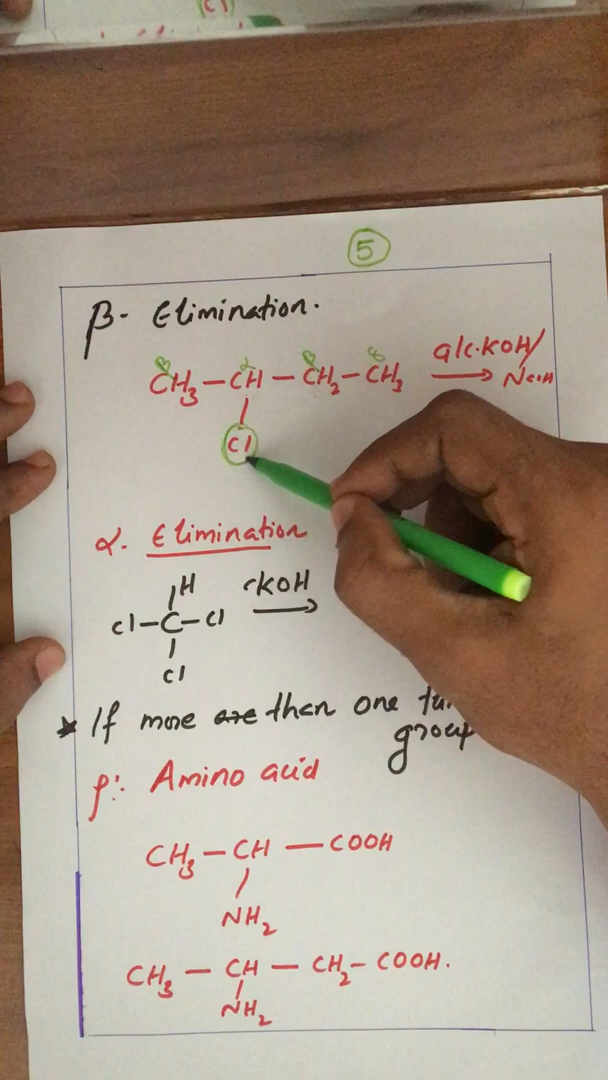 Cl
5
β- Elimination.
β α β γ
CH₃ – CH – CH₂ – CH₃ alc.KOH/
NaOH
Cl
α. Elimination
H KOH
Cl – C – Cl
Cl
* If more are than one
group
Amino acid
CH₃ – CH – COOH
NH₂
CH₃ – CH – CH₂ – COOH.
NH₂